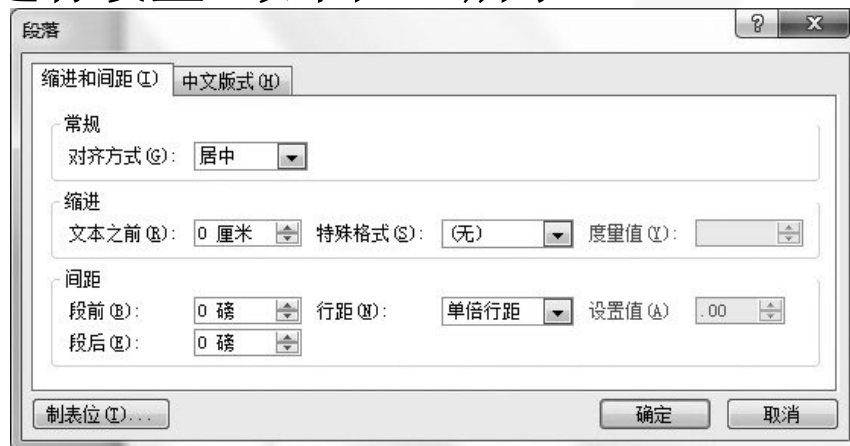 段落
缩进和间距(I) 中文版式(H)
常规
对齐方式(G): 居中
缩进
文本之前(R): 0 厘米 特殊格式(S): (无) 度量值(Y):
间距
段前(B): 0 磅 行距(N): 单倍行距 设置值(A) .00
段后(E): 0 磅
制表位(T)... 确定 取消